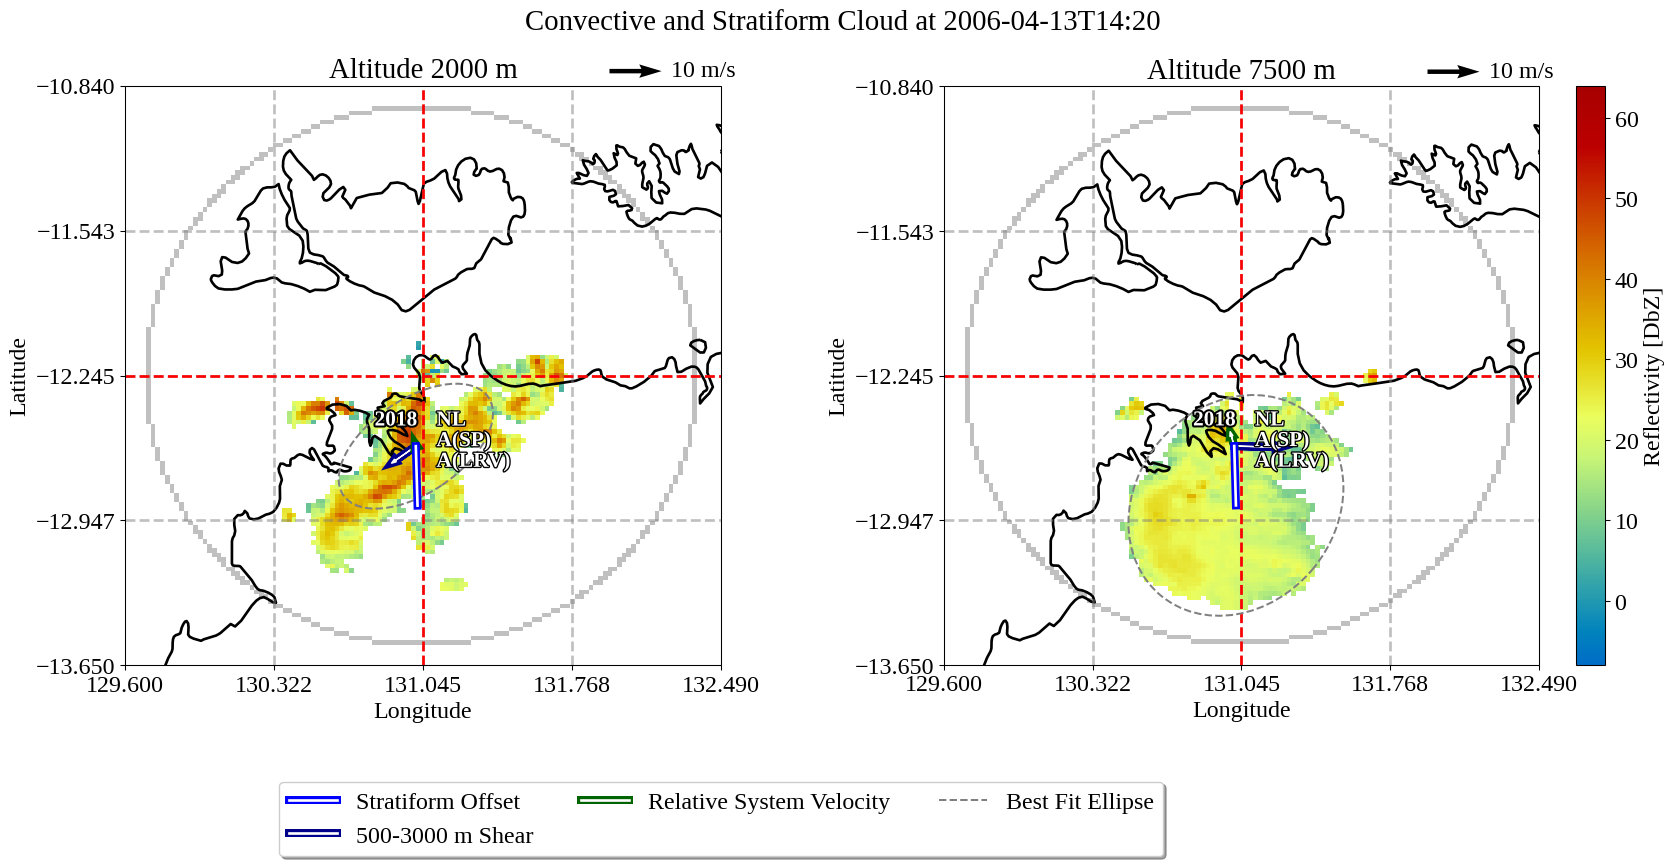 Convective and Stratiform Cloud at 2006-04-13T14:20
Altitude 2000 m
10 m/s
−10.840
−11.543
−12.245
−12.947
−13.650
Latitude
2018
NL
A(SP)
A(LRV)
129.600
130.322
131.045
131.768
132.490
Longitude
Altitude 7500 m
10 m/s
−10.840
−11.543
−12.245
−12.947
−13.650
Latitude
2018
NL
A(SP)
A(LRV)
129.600
130.322
131.045
131.768
132.490
Longitude
60
50
40
30
20
10
0
Reflectivity [DbZ]
Stratiform Offset
500-3000 m Shear
Relative System Velocity
Best Fit Ellipse